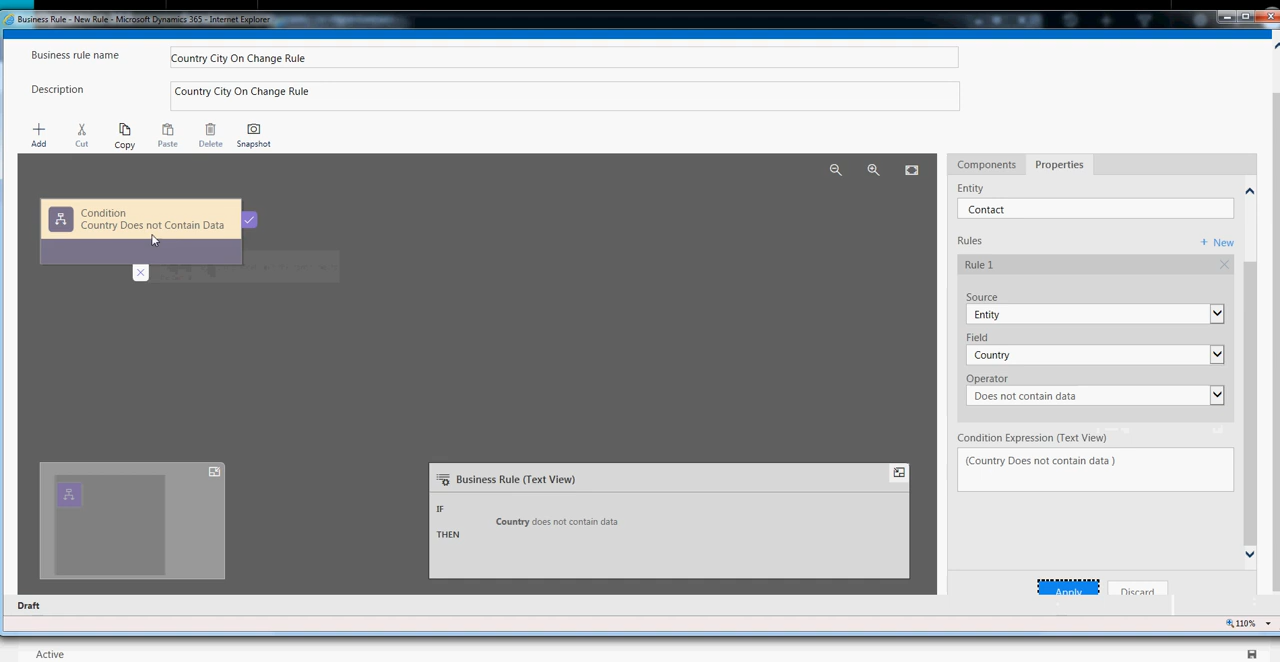 Business Rule - New Rule - Microsoft Dynamics 365 - Internet Explorer
Business rule name
Country City On Change Rule
Description
Country City On Change Rule
Add
Cut
Copy
Paste
Delete
Snapshot
Condition
Country Does not Contain Data
Business Rule (Text View)
IF
Country does not contain data
THEN
Components
Properties
Entity
Contact
Rules
+ New
Rule 1
Source
Entity
Field
Country
Operator
Does not contain data
Condition Expression (Text View)
(Country Does not contain data )
Apply
Discard
Draft
110%
Active